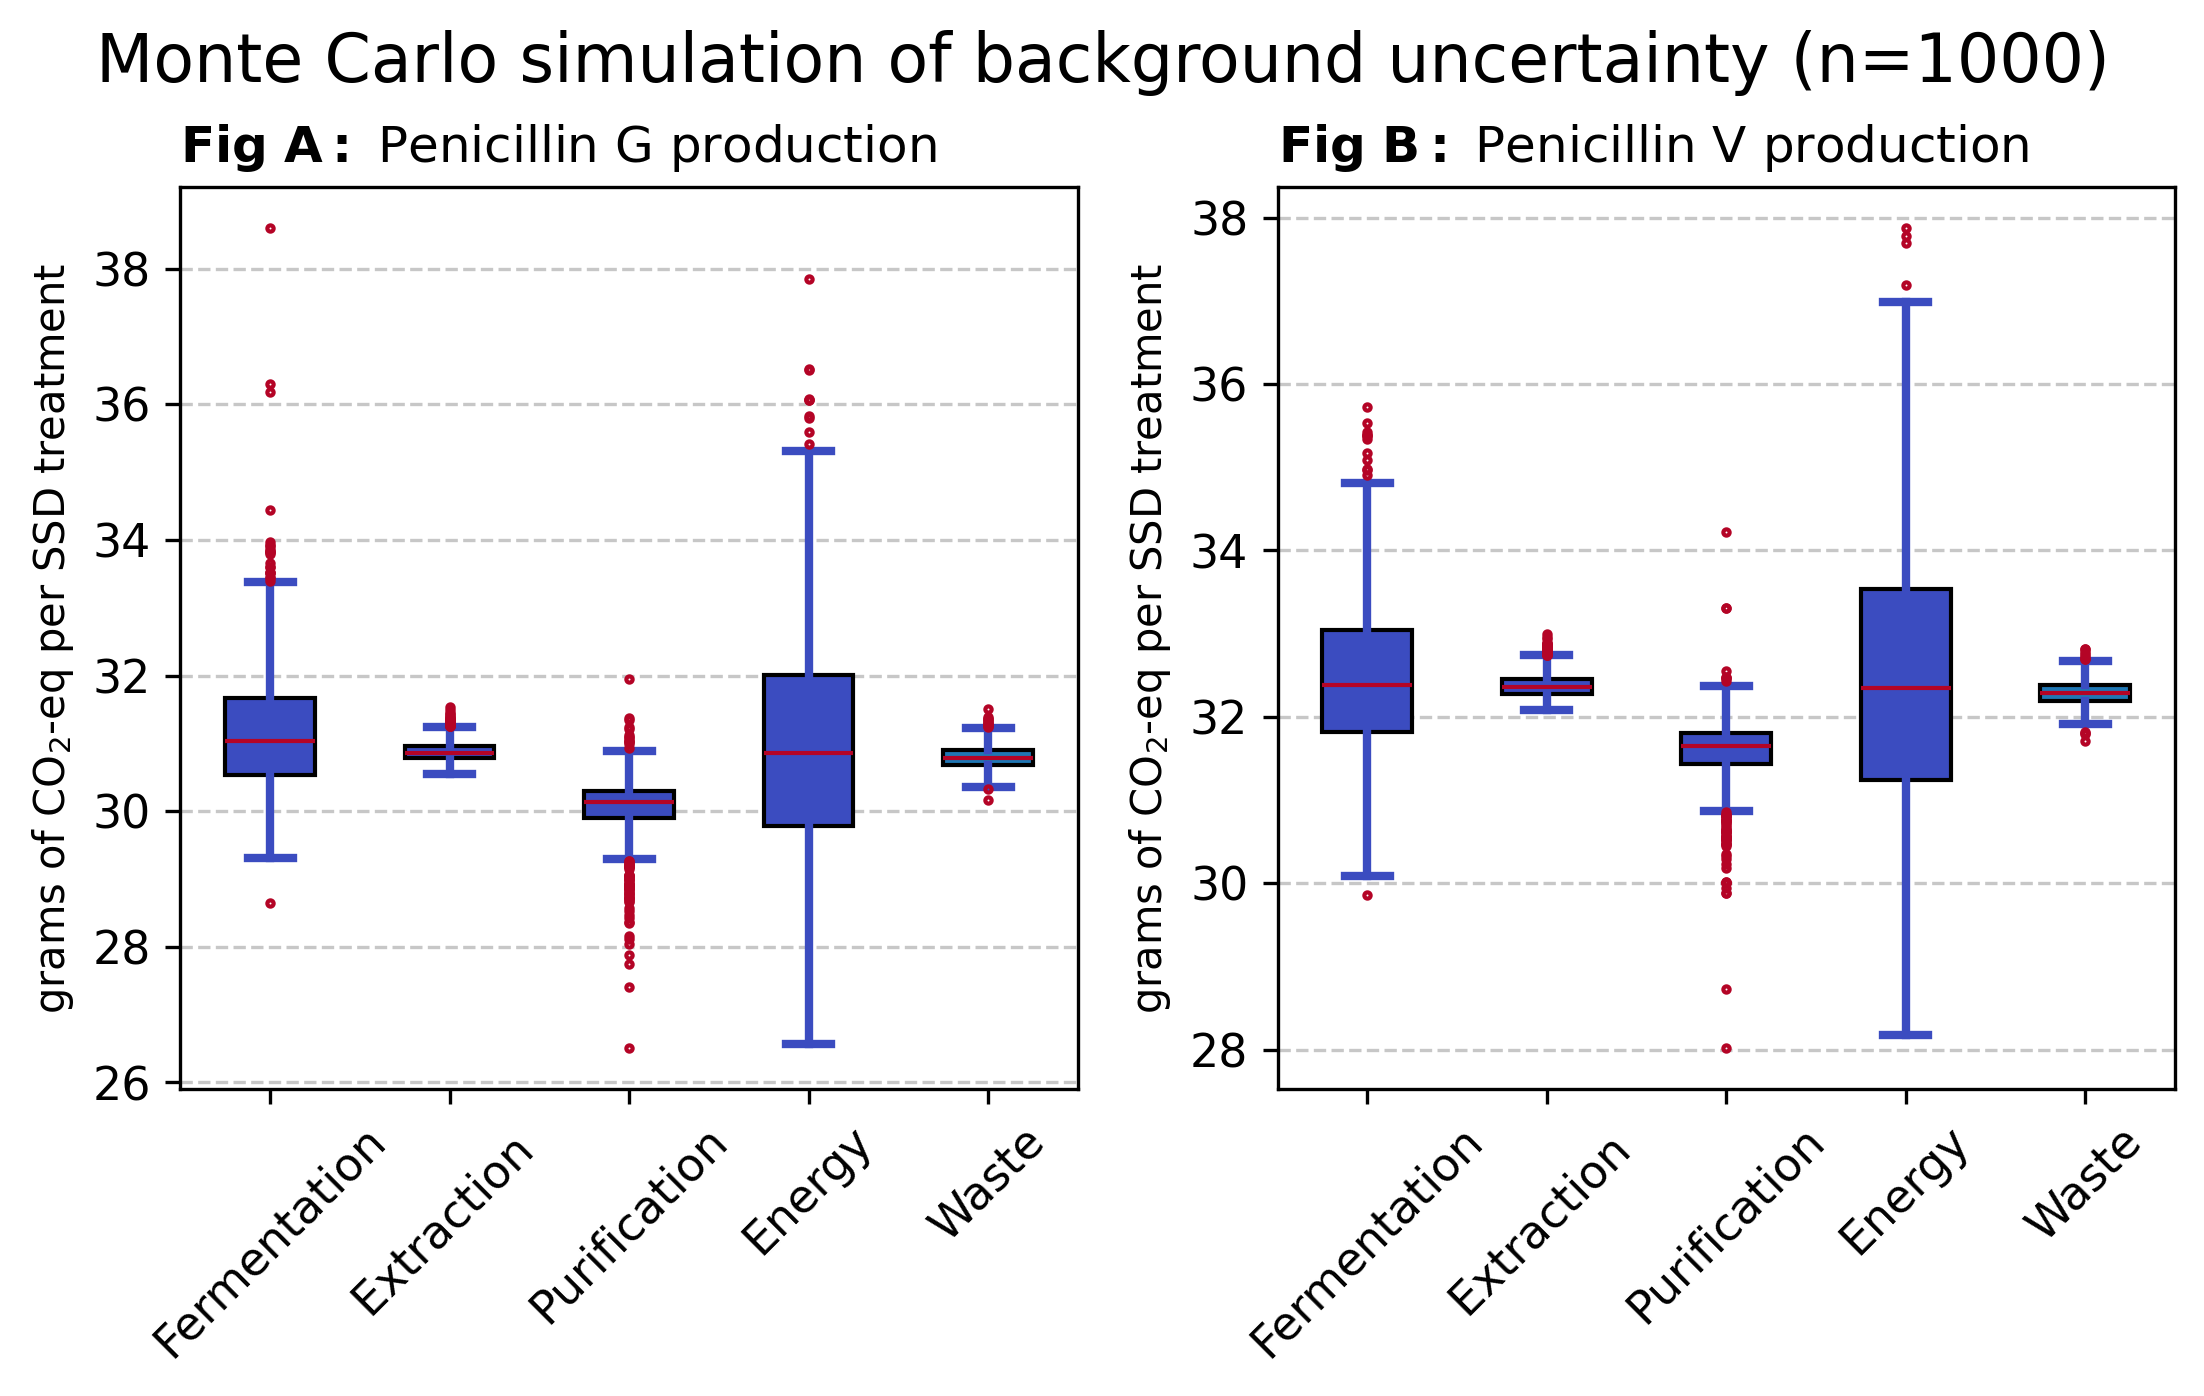 Monte Carlo simulation of background uncertainty (n=1000)
Fig A: Penicillin G production
grams of CO₂-eq per SSD treatment
38
36
34
32
30
28
26
Fermentation
Extraction
Purification
Energy
Waste
Fig B: Penicillin V production
grams of CO₂-eq per SSD treatment
38
36
34
32
30
28
Fermentation
Extraction
Purification
Energy
Waste